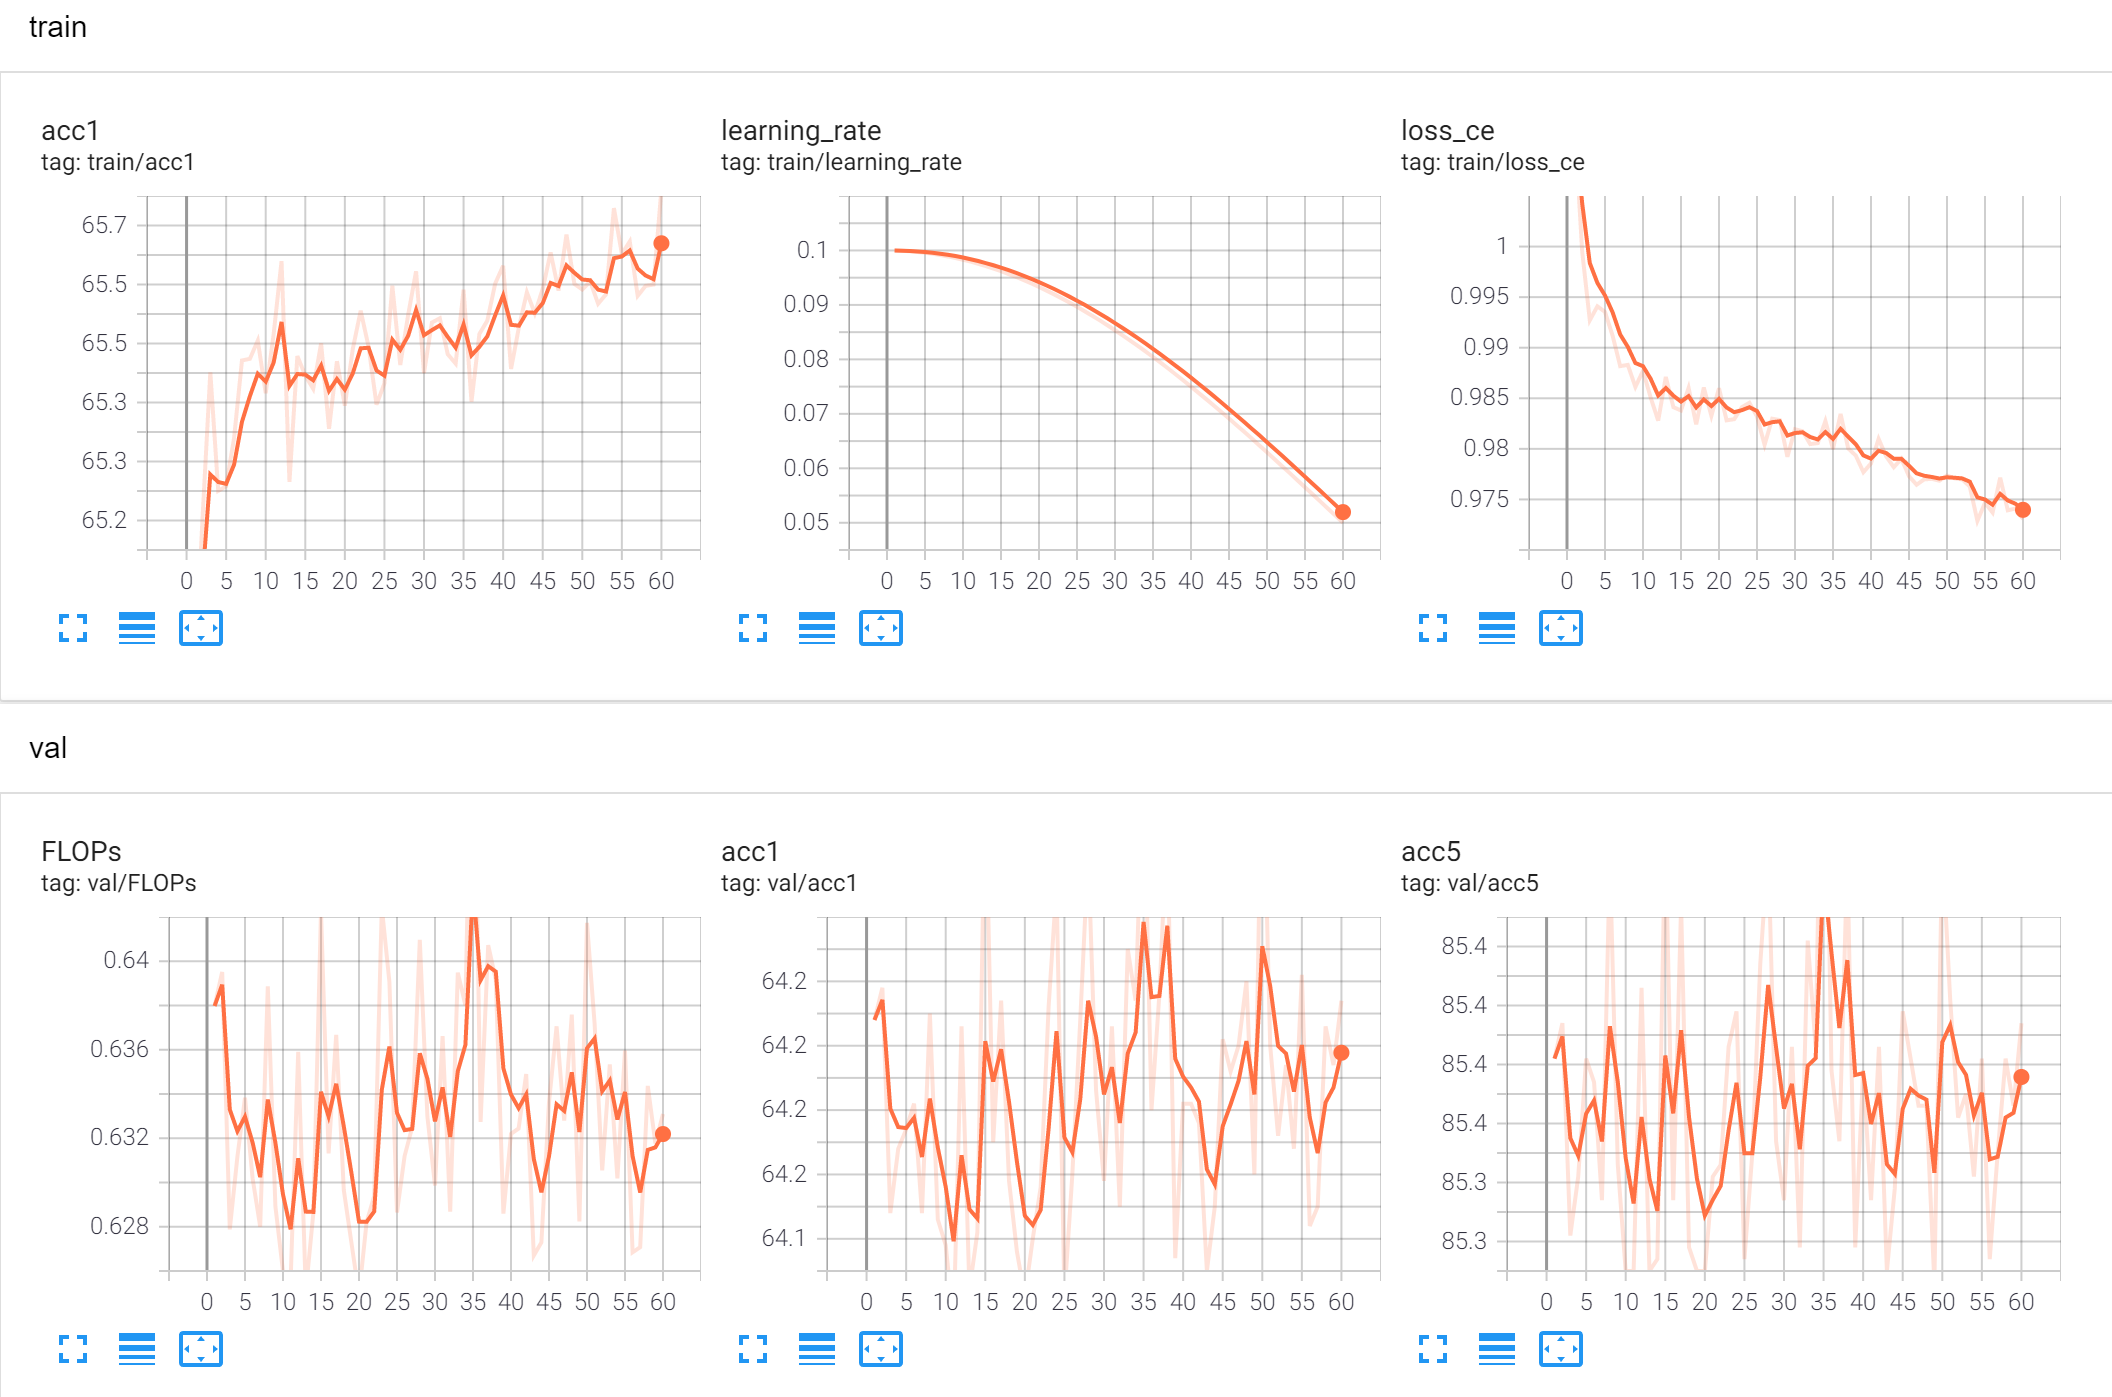 train
acc1
tag: train/acc1
65.7
65.5
65.5
65.3
65.3
65.2
0 5 10 15 20 25 30 35 40 45 50 55 60
learning_rate
tag: train/learning_rate
0.1
0.09
0.08
0.07
0.06
0.05
0 5 10 15 20 25 30 35 40 45 50 55 60
loss_ce
tag: train/loss_ce
1
0.995
0.99
0.985
0.98
0.975
0 5 10 15 20 25 30 35 40 45 50 55 60
val
FLOPs
tag: val/FLOPs
0.64
0.636
0.632
0.628
0 5 10 15 20 25 30 35 40 45 50 55 60
acc1
tag: val/acc1
64.2
64.2
64.2
64.2
64.1
0 5 10 15 20 25 30 35 40 45 50 55 60
acc5
tag: val/acc5
85.4
85.4
85.4
85.4
85.3
85.3
0 5 10 15 20 25 30 35 40 45 50 55 60